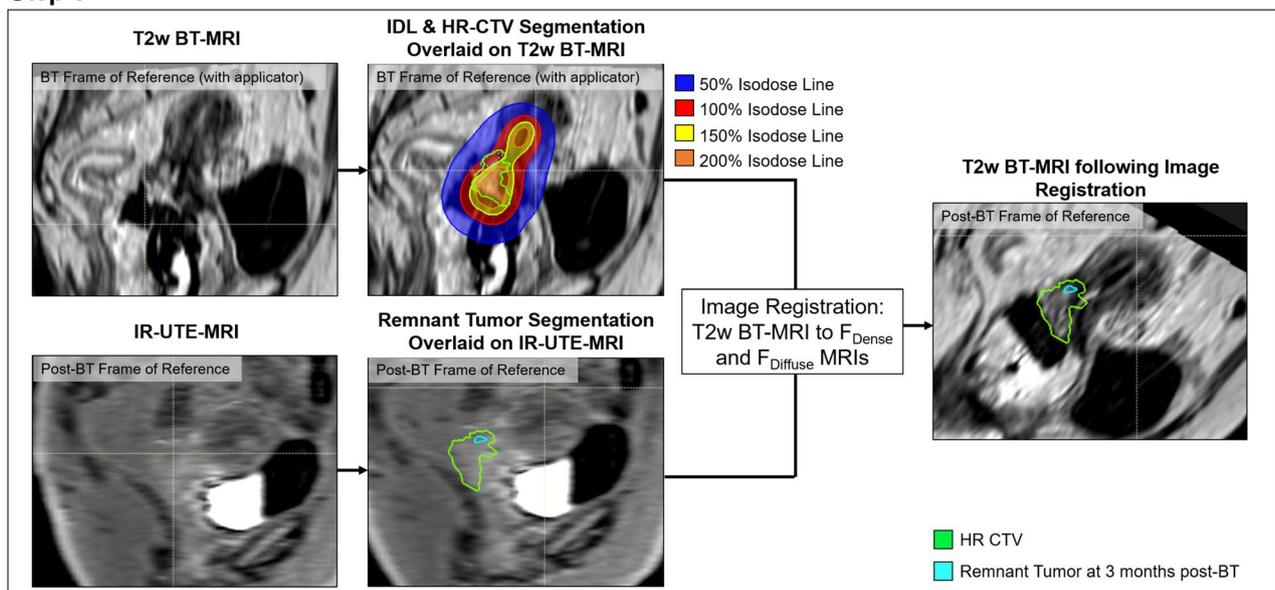 T2w BT-MRI
BT Frame of Reference (with applicator)
IDL & HR-CTV Segmentation
Overlaid on T2w BT-MRI
BT Frame of Reference (with applicator)
50% Isodose Line
100% Isodose Line
150% Isodose Line
200% Isodose Line
IR-UTE-MRI
Post-BT Frame of Reference
Remnant Tumor Segmentation
Overlaid on IR-UTE-MRI
Post-BT Frame of Reference
Image Registration:
T2w BT-MRI to FDense
and FDiffuse MRIs
T2w BT-MRI following Image
Registration
Post-BT Frame of Reference
HR CTV
Remnant Tumor at 3 months post-BT